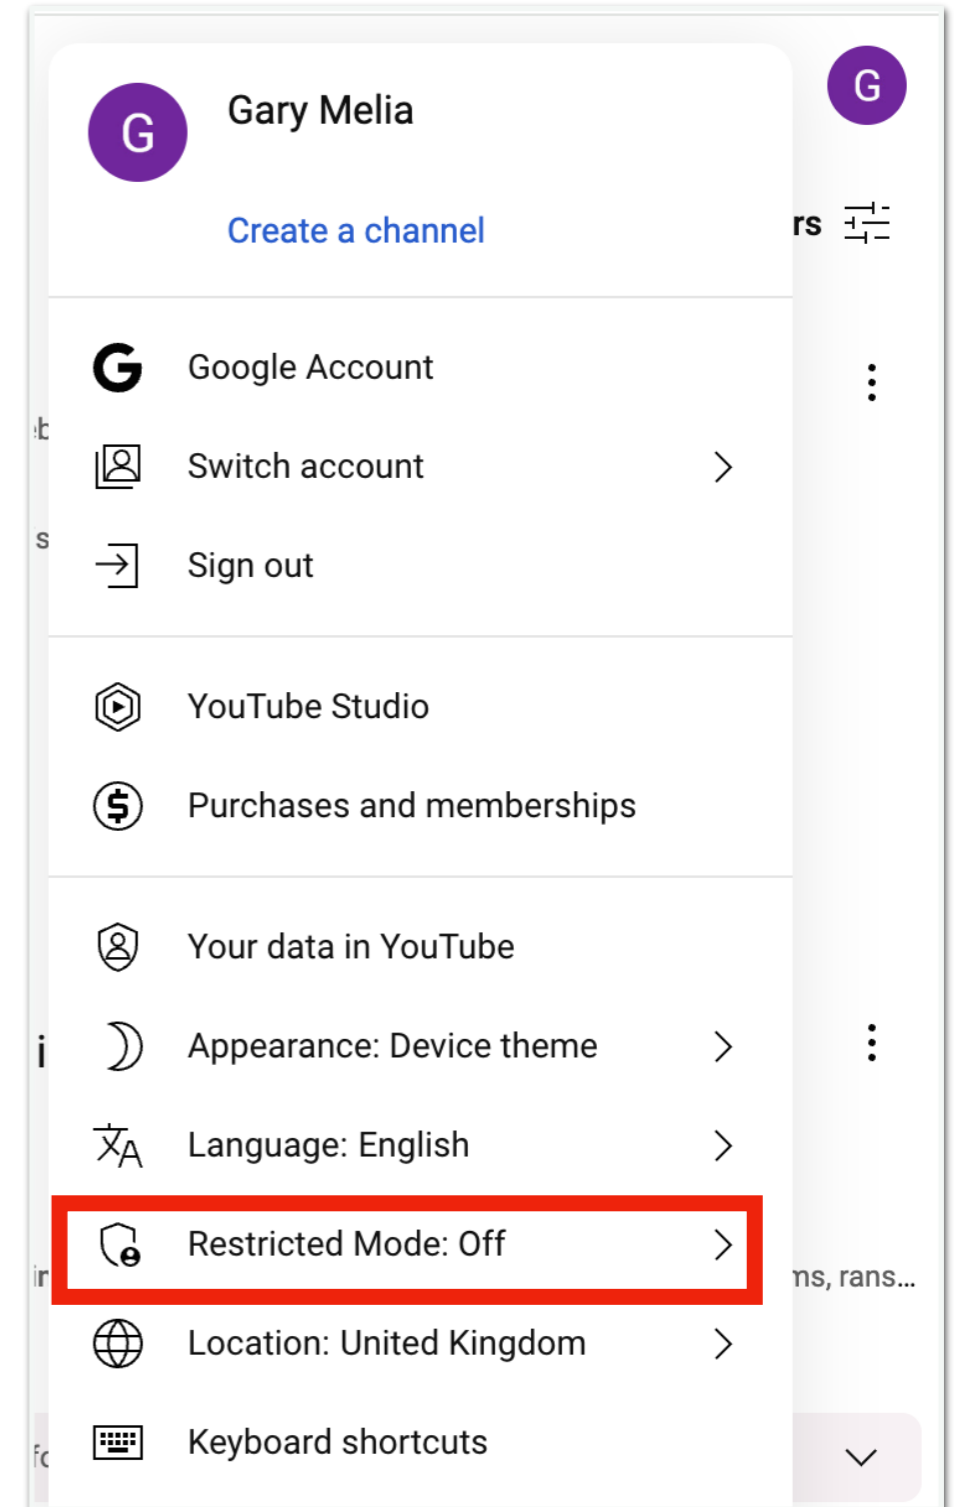 G
Gary Melia
G
Create a channel
rs
Google Account
Switch account
Sign out
YouTube Studio
Purchases and memberships
Your data in YouTube
Appearance: Device theme
Language: English
Restricted Mode: Off
ms, rans...
Location: United Kingdom
Keyboard shortcuts